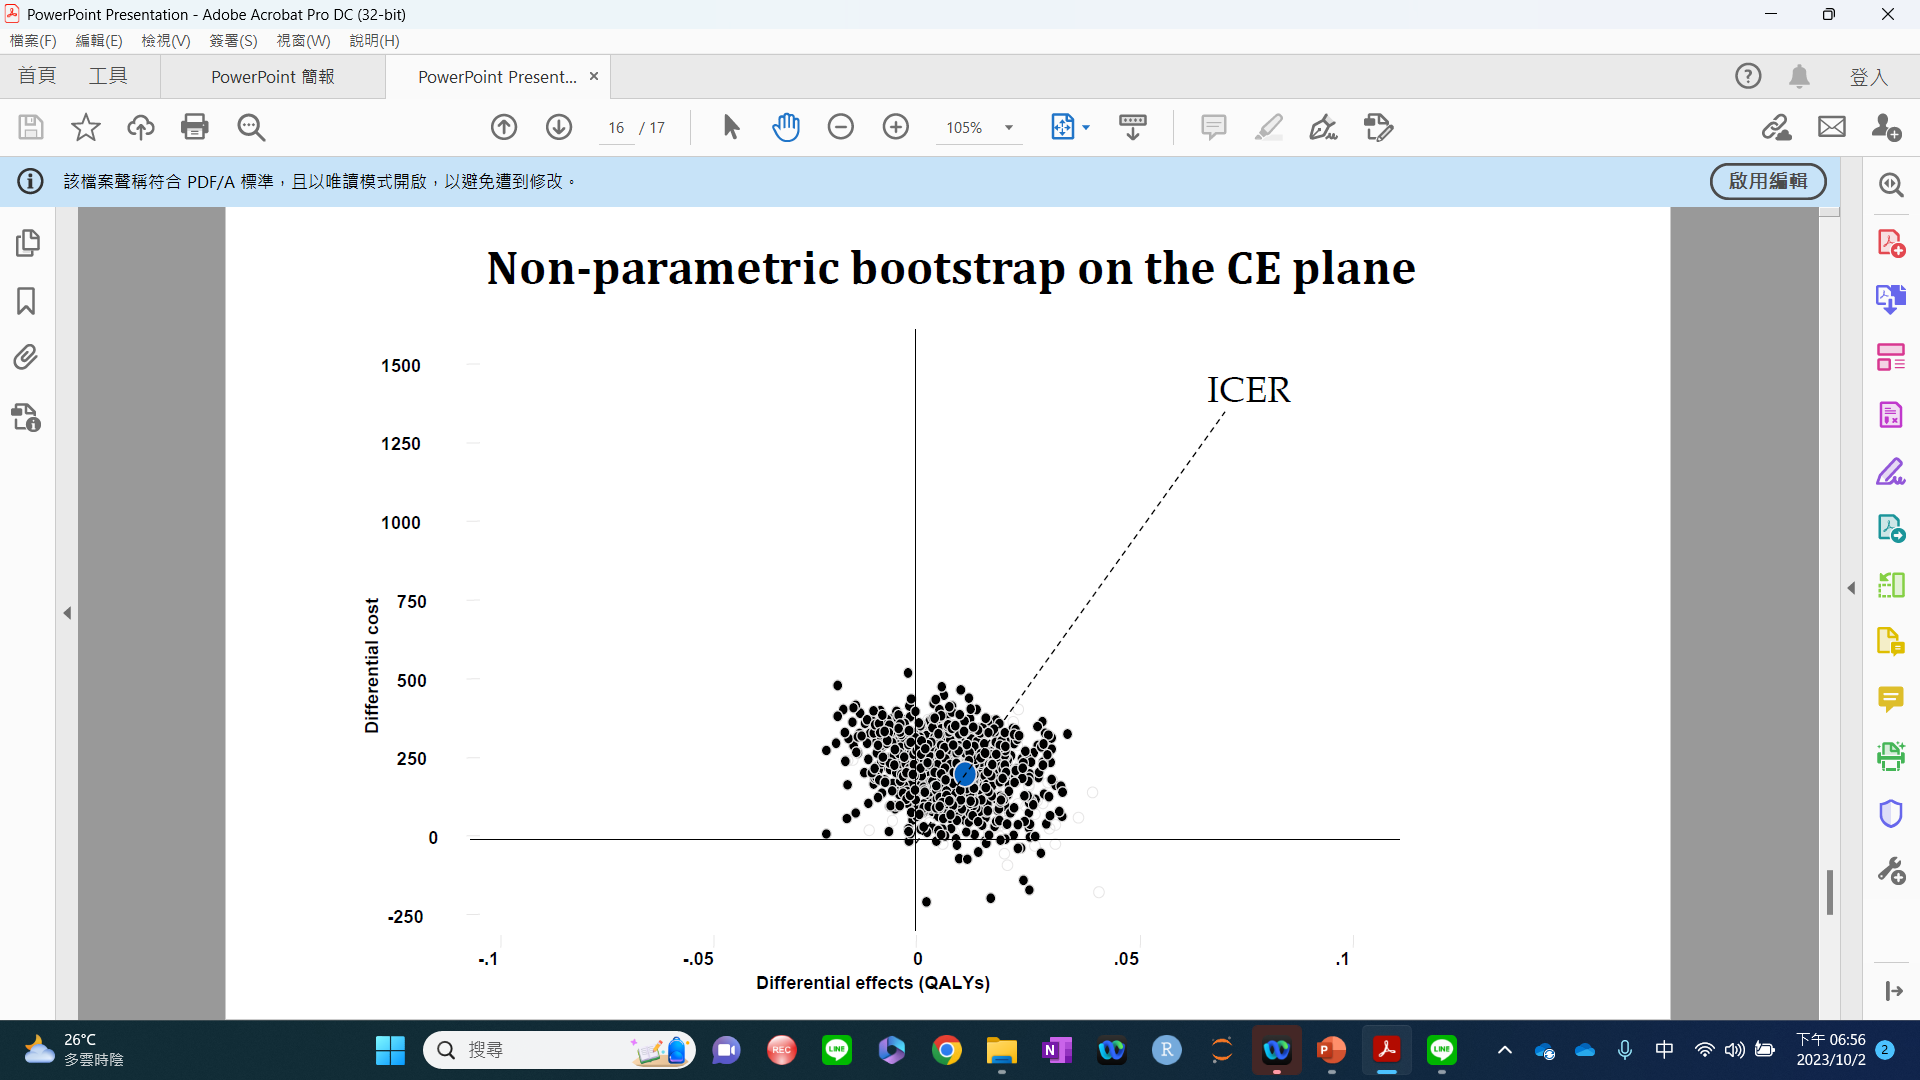 PowerPoint Presentation - Adobe Acrobat Pro DC (32-bit)
檔案(F) 編輯(E) 檢視(V) 簽署(S) 視窗(W) 說明(H)
首頁 工具 PowerPoint 簡報 PowerPoint Present... 登入
16 / 17 105%
該檔案聲稱符合 PDF/A 標準，且以唯讀模式開啟，以避免遭到修改。 啟用編輯
Non-parametric bootstrap on the CE plane
ICER
1500
1250
1000
750
500
250
0
-250
Differential cost
-.1 -.05 0 .05 .1
Differential effects (QALYs)
26°C
多雲時陰
搜尋
REC
LINE
N
R
P
LINE
中
下午 06:56
2023/10/2
2